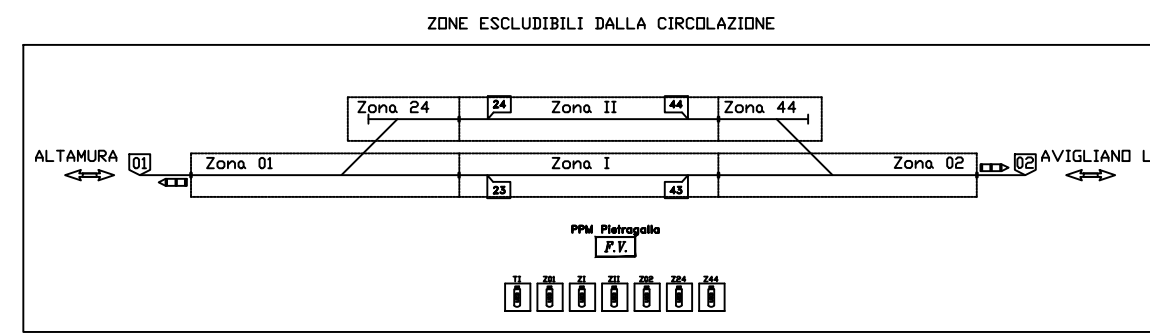 ZONE ESCLUDIBILI DALLA CIRCOLAZIONE
Zona 24 24 Zona II 44 Zona 44
ALTAMURA 01 Zona 01 Zona I Zona 02 02 AVIGLIANO L
23 43
PPM Pietragalla
F.V.
TI Z01 ZI ZII Z02 Z24 Z44